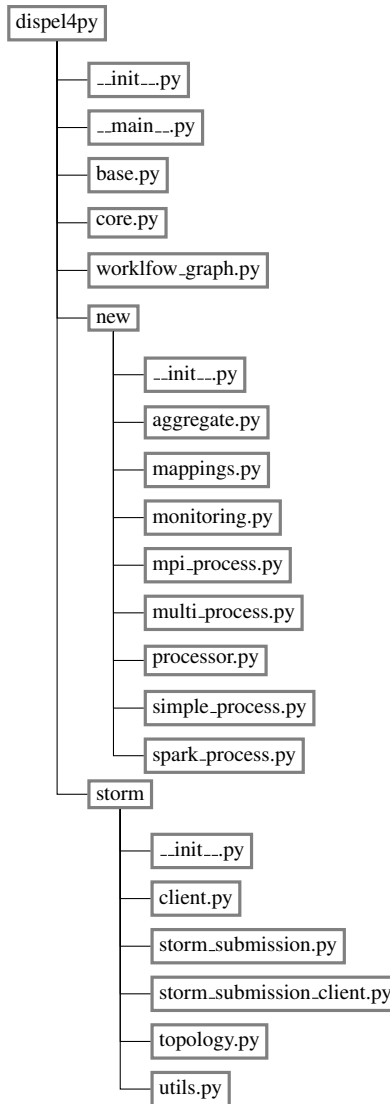 dispel4py
__init__.py
__main__.py
base.py
core.py
worklfow_graph.py
new
__init__.py
aggregate.py
mappings.py
monitoring.py
mpi_process.py
multi_process.py
processor.py
simple_process.py
spark_process.py
storm
__init__.py
client.py
storm_submission.py
storm_submission_client.py
topology.py
utils.py